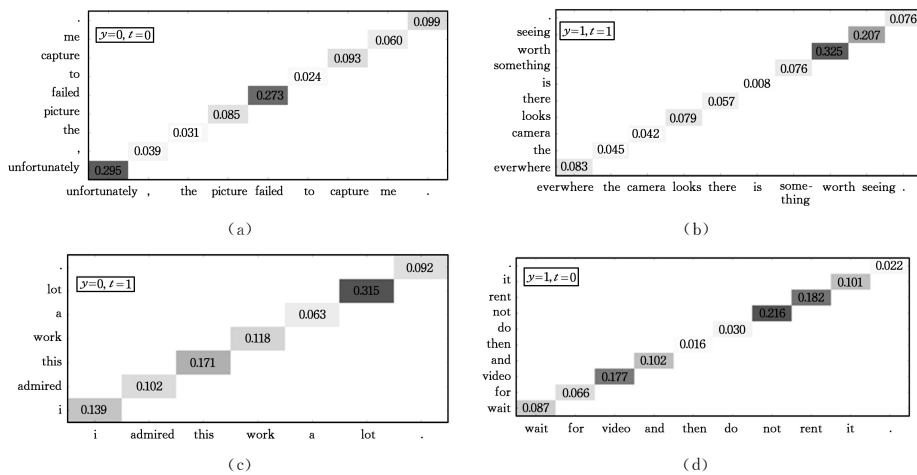 y=0, t=0
.
me
capture
to
failed
picture
the
,
unfortunately
0.099
0.060
0.093
0.024
0.273
0.085
0.031
0.039
0.295
unfortunately , the picture failed to capture me .
(a)
y=1, t=1
.
seeing
worth
something
is
there
looks
camera
the
everwhere
0.076
0.207
0.325
0.076
0.008
0.057
0.079
0.042
0.045
0.083
everwhere the camera looks there is some- worth seeing .
thing
(b)
y=0, t=1
.
lot
a
work
this
admired
i
0.092
0.315
0.063
0.118
0.171
0.102
0.139
i admired this work a lot .
(c)
y=1, t=0
.
it
rent
not
do
then
and
video
for
wait
0.022
0.101
0.182
0.216
0.030
0.016
0.102
0.177
0.066
0.087
wait for video and then do not rent it .
(d)